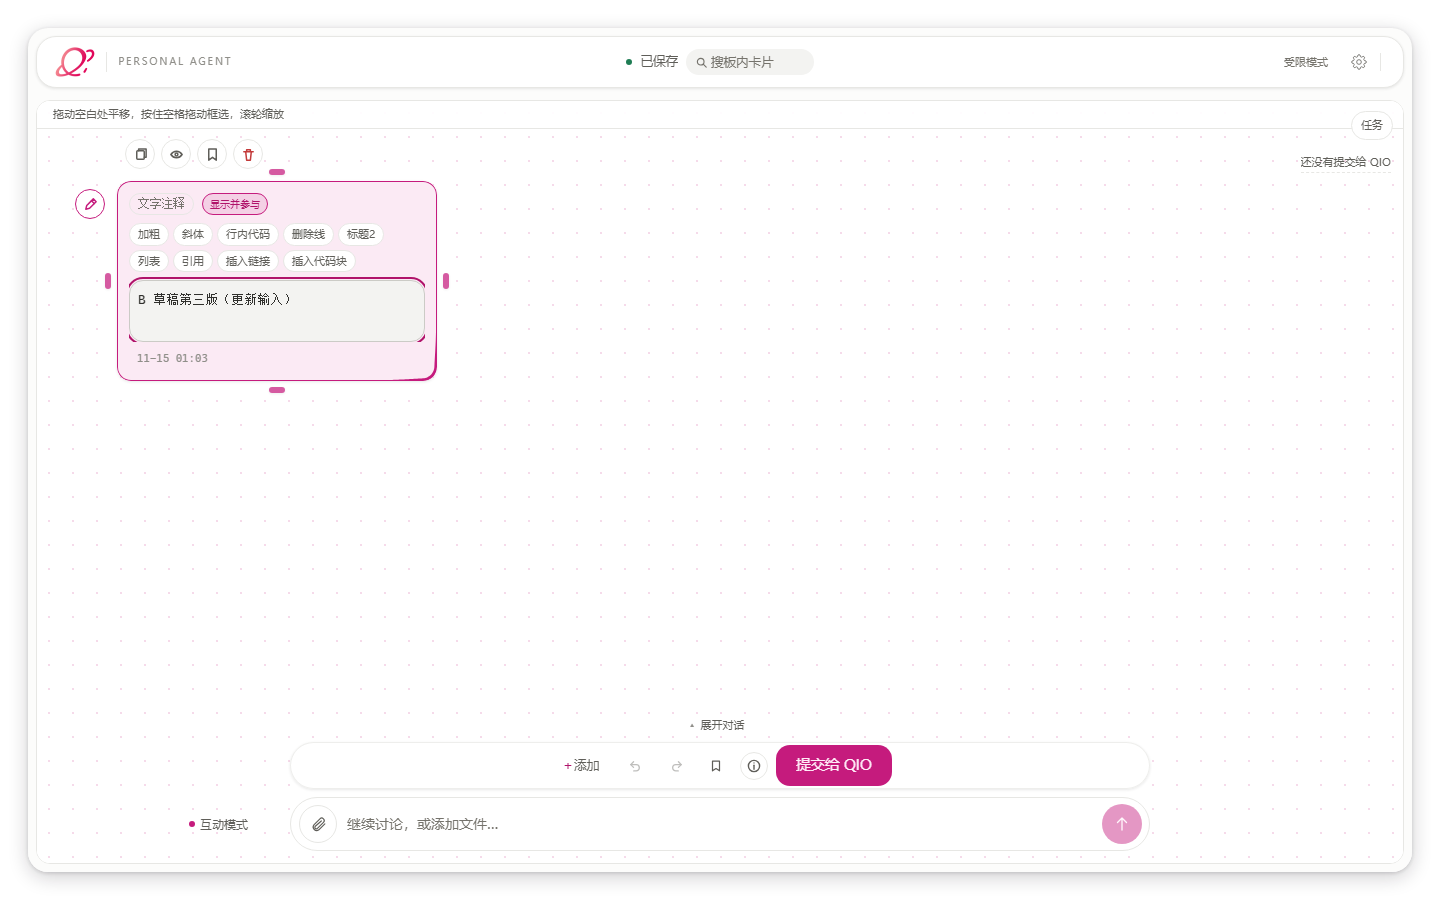 PERSONAL AGENT
已保存
搜板内卡片
受限模式
拖动空白处平移，按住空格拖动框选，滚轮缩放
任务
还没有提交给 QIO
文字注释
显示并参与
加粗 斜体 行内代码 删除线 标题2
列表 引用 插入链接 插入代码块
B 草稿第三版（更新输入）
11-15 01:03
展开对话
+添加
提交给 QIO
互动模式
继续讨论，或添加文件...